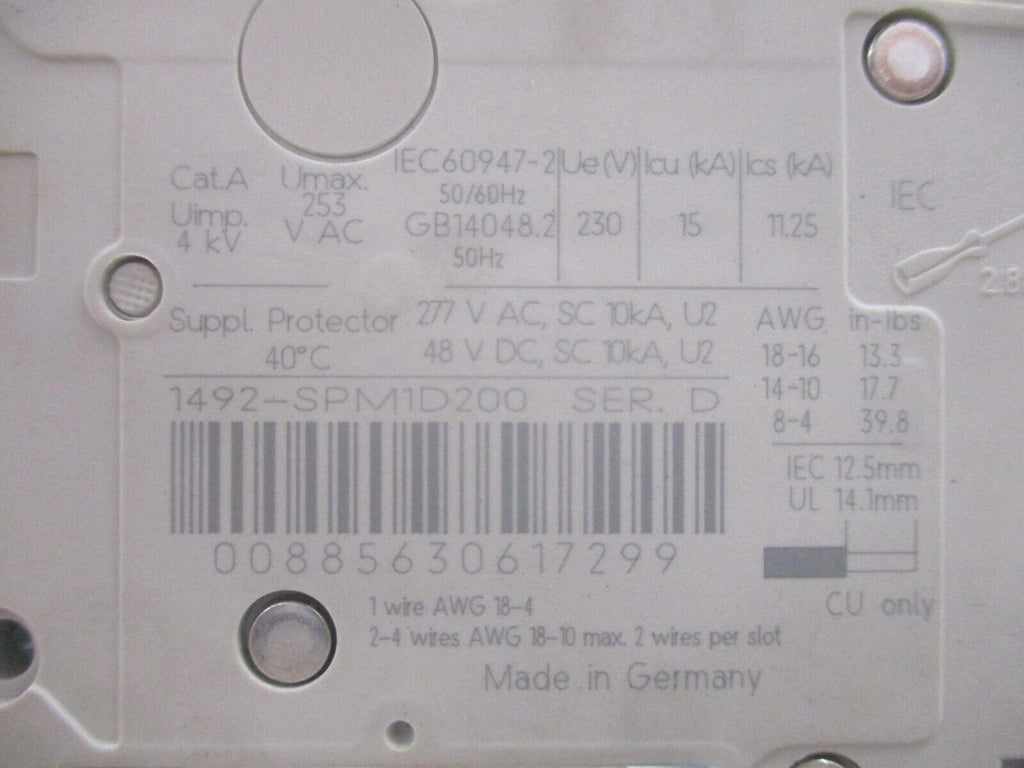 Cat.A
Uimp.
4 kV
Umax.
253
V AC
IEC60947-2
50/60Hz
GB14048.2
50Hz
Ue (V) Icu (kA) Ics (kA)
230 15 11.25
IEC
2.8
Suppl. Protector
40°C
277 V AC, SC 10kA, U2
48 V DC, SC 10kA, U2
AWG in-lbs
18-16 13.3
14-10 17.7
8-4 39.8
1492-SPM1D200 SER. D
IEC 12.5mm
UL 14.1mm
00885630617299
CU only
1 wire AWG 18-4
2-4 wires AWG 18-10 max. 2 wires per slot
Made in Germany